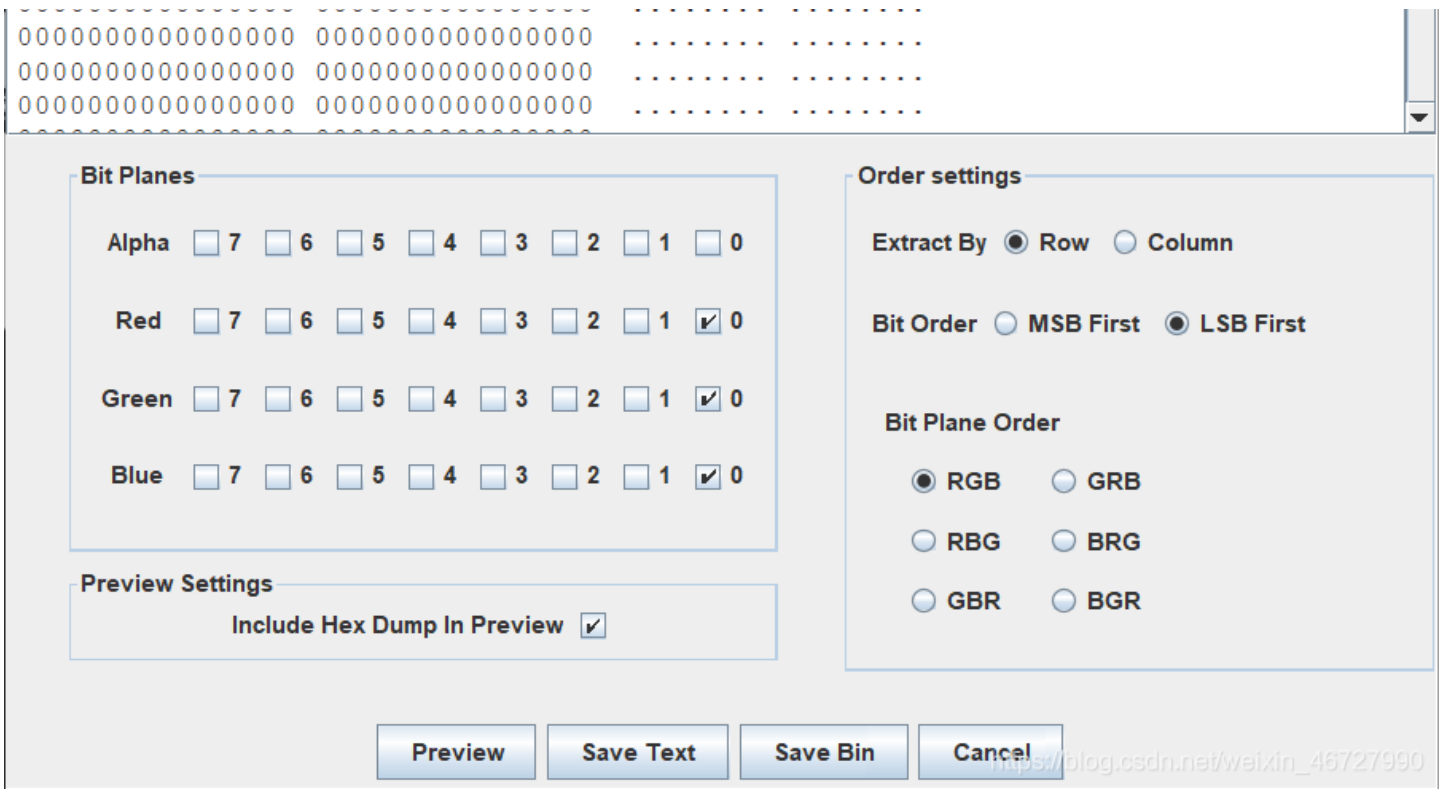 0000000000000000 0000000000000000 ........ ........
0000000000000000 0000000000000000 ........ ........
0000000000000000 0000000000000000 ........ ........
0000000000000000 0000000000000000 ........ ........
0000000000000000 0000000000000000
Bit Planes
Alpha 7 6 5 4 3 2 1 0
Red 7 6 5 4 3 2 1 0
Green 7 6 5 4 3 2 1 0
Blue 7 6 5 4 3 2 1 0
Preview Settings
Include Hex Dump In Preview
Order settings
Extract By Row Column
Bit Order MSB First LSB First
Bit Plane Order
RGB GRB
RBG BRG
GBR BGR
Preview Save Text Save Bin Cancel
https://blog.csdn.net/weixin_46727990